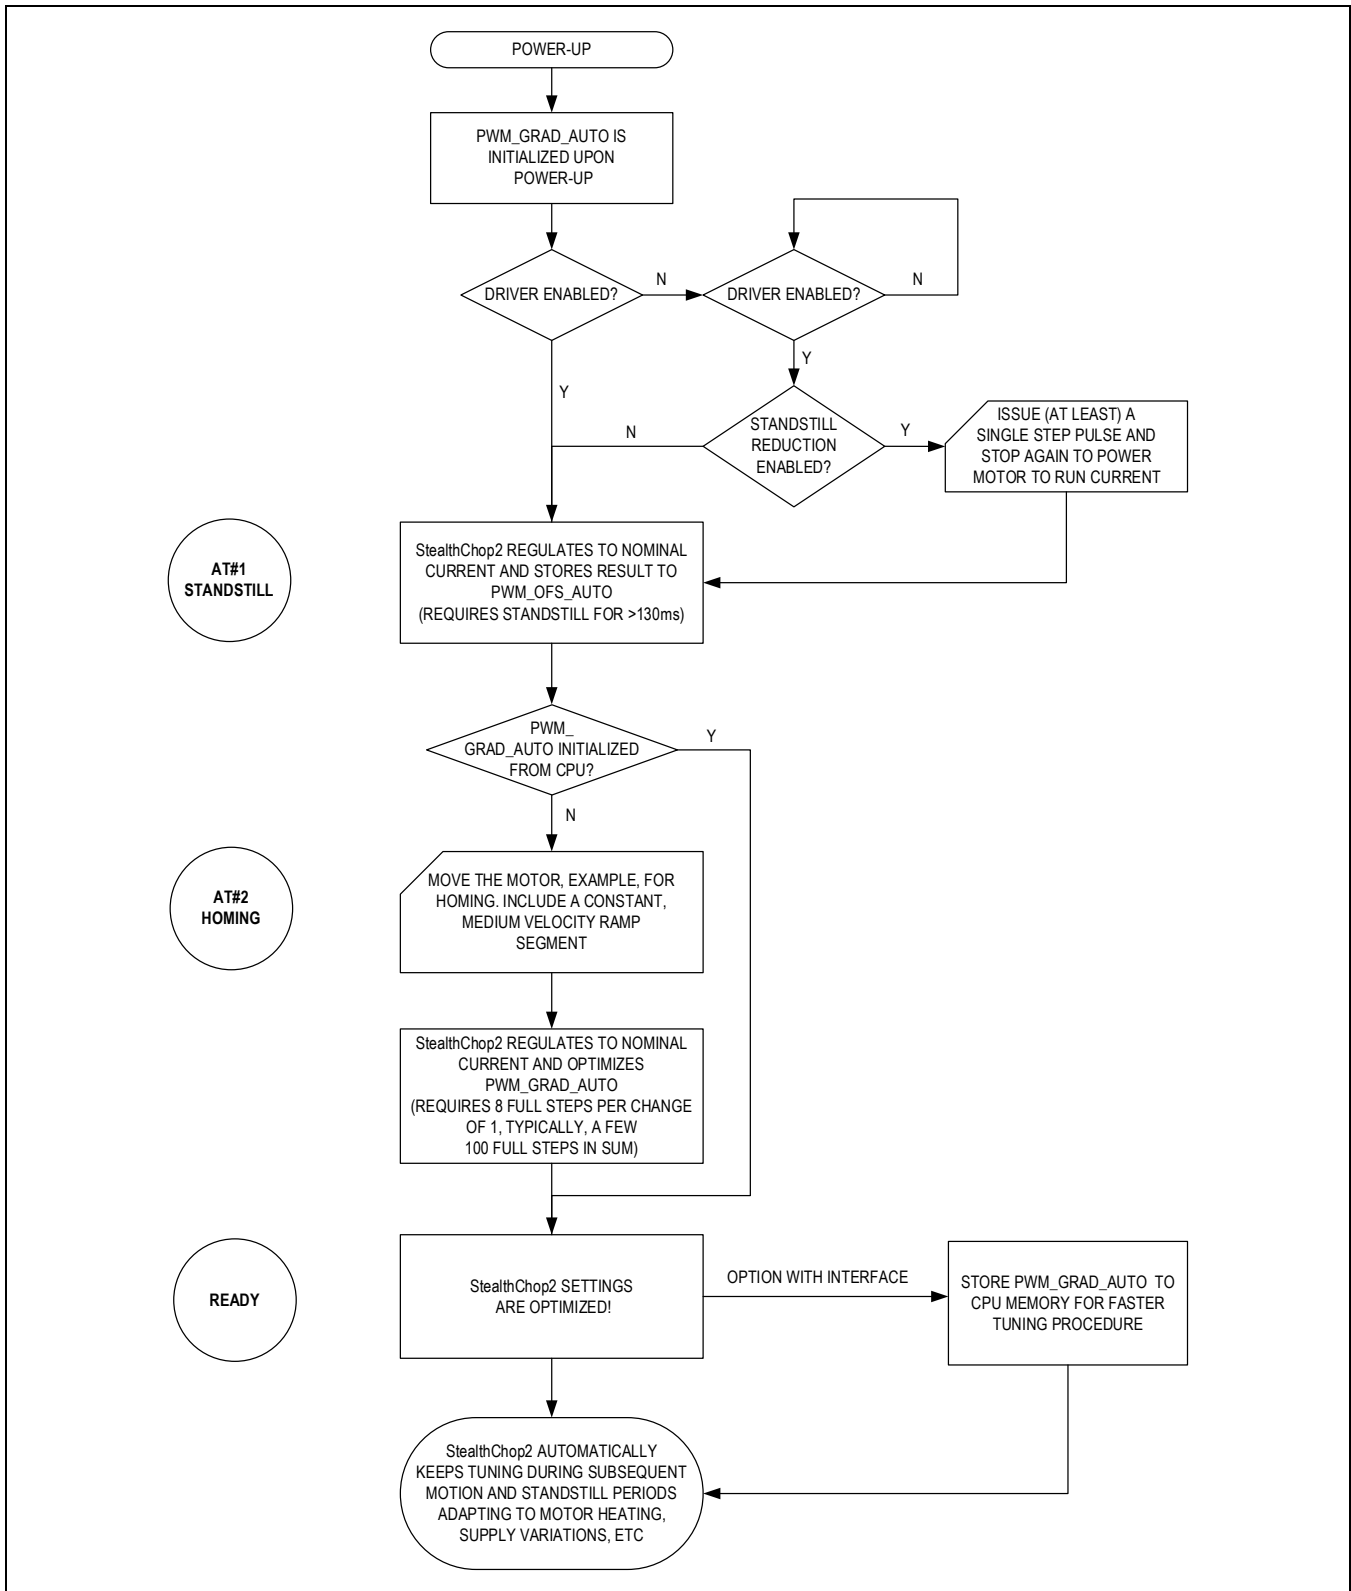 POWER-UP
PWM_GRAD_AUTO IS
INITIALIZED UPON
POWER-UP
DRIVER ENABLED?
N
DRIVER ENABLED?
N
Y
Y
STANDSTILL
REDUCTION
ENABLED?
N
Y
ISSUE (AT LEAST) A
SINGLE STEP PULSE AND
STOP AGAIN TO POWER
MOTOR TO RUN CURRENT
AT#1
STANDSTILL
StealthChop2 REGULATES TO NOMINAL
CURRENT AND STORES RESULT TO
PWM_OFS_AUTO
(REQUIRES STANDSTILL FOR >130ms)
PWM_
GRAD_AUTO INITIALIZED
FROM CPU?
Y
N
AT#2
HOMING
MOVE THE MOTOR, EXAMPLE, FOR
HOMING. INCLUDE A CONSTANT,
MEDIUM VELOCITY RAMP
SEGMENT
StealthChop2 REGULATES TO NOMINAL
CURRENT AND OPTIMIZES
PWM_GRAD_AUTO
(REQUIRES 8 FULL STEPS PER CHANGE
OF 1, TYPICALLY, A FEW
100 FULL STEPS IN SUM)
READY
StealthChop2 SETTINGS
ARE OPTIMIZED!
OPTION WITH INTERFACE
STORE PWM_GRAD_AUTO TO
CPU MEMORY FOR FASTER
TUNING PROCEDURE
StealthChop2 AUTOMATICALLY
KEEPS TUNING DURING SUBSEQUENT
MOTION AND STANDSTILL PERIODS
ADAPTING TO MOTOR HEATING,
SUPPLY VARIATIONS, ETC